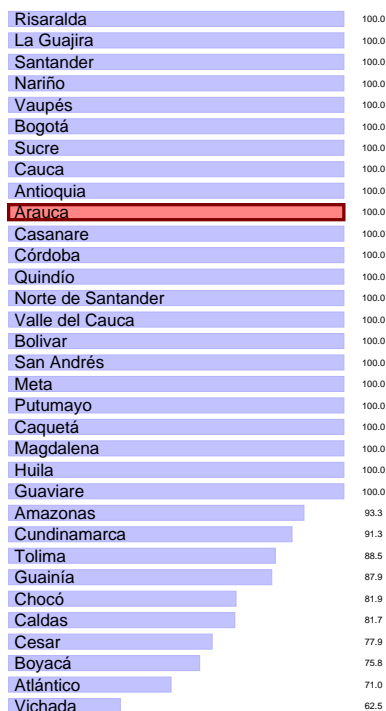 Risaralda 100.0
La Guajira 100.0
Santander 100.0
Nariño 100.0
Vaupés 100.0
Bogotá 100.0
Sucre 100.0
Cauca 100.0
Antioquia 100.0
Arauca 100.0
Casanare 100.0
Córdoba 100.0
Quindío 100.0
Norte de Santander 100.0
Valle del Cauca 100.0
Bolivar 100.0
San Andrés 100.0
Meta 100.0
Putumayo 100.0
Caquetá 100.0
Magdalena 100.0
Huila 100.0
Guaviare 100.0
Amazonas 93.3
Cundinamarca 91.3
Tolima 88.5
Guainía 87.9
Chocó 81.9
Caldas 81.7
Cesar 77.9
Boyacá 75.8
Atlántico 71.0
Vichada 62.5